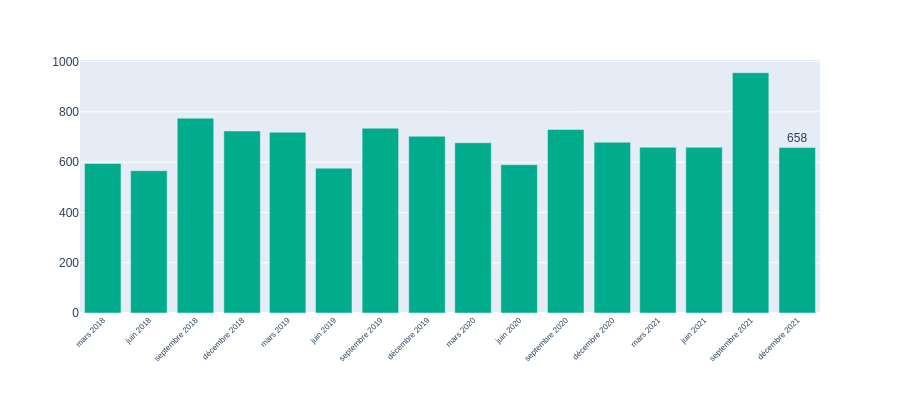 1000
800
600
400
200
0
658
mars 2018
juin 2018
septembre 2018
décembre 2018
mars 2019
juin 2019
septembre 2019
décembre 2019
mars 2020
juin 2020
septembre 2020
décembre 2020
mars 2021
juin 2021
septembre 2021
décembre 2021